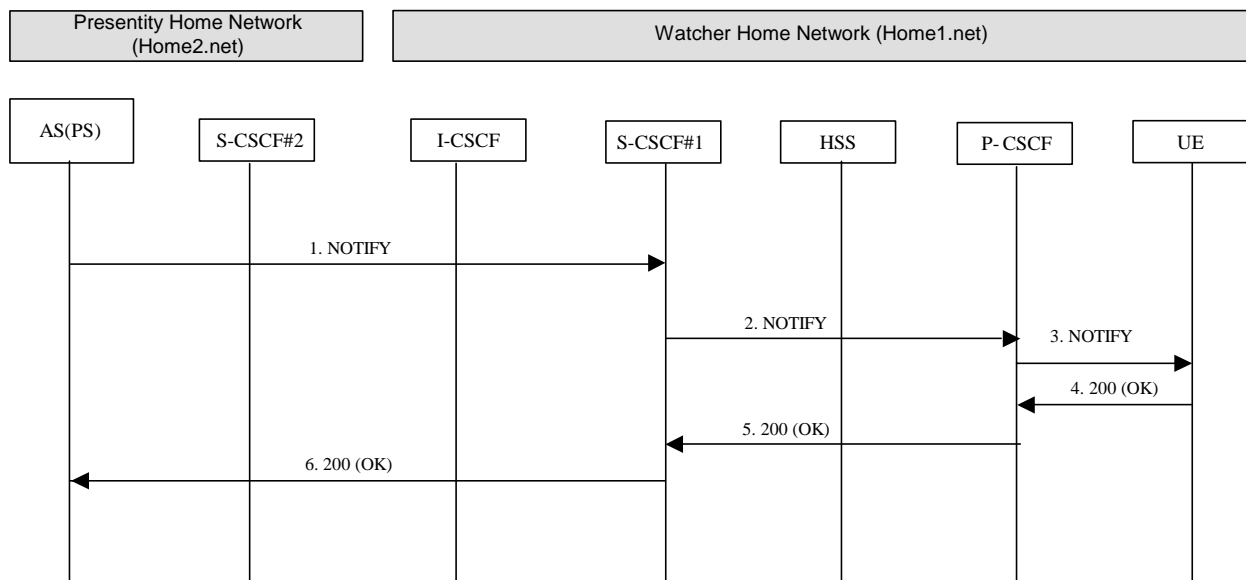 Presentity Home Network
(Home2.net)
Watcher Home Network (Home1.net)
AS(PS)
S-CSCF#2
I-CSCF
S-CSCF#1
HSS
P- CSCF
UE
1. NOTIFY
2. NOTIFY
3. NOTIFY
4. 200 (OK)
5. 200 (OK)
6. 200 (OK)